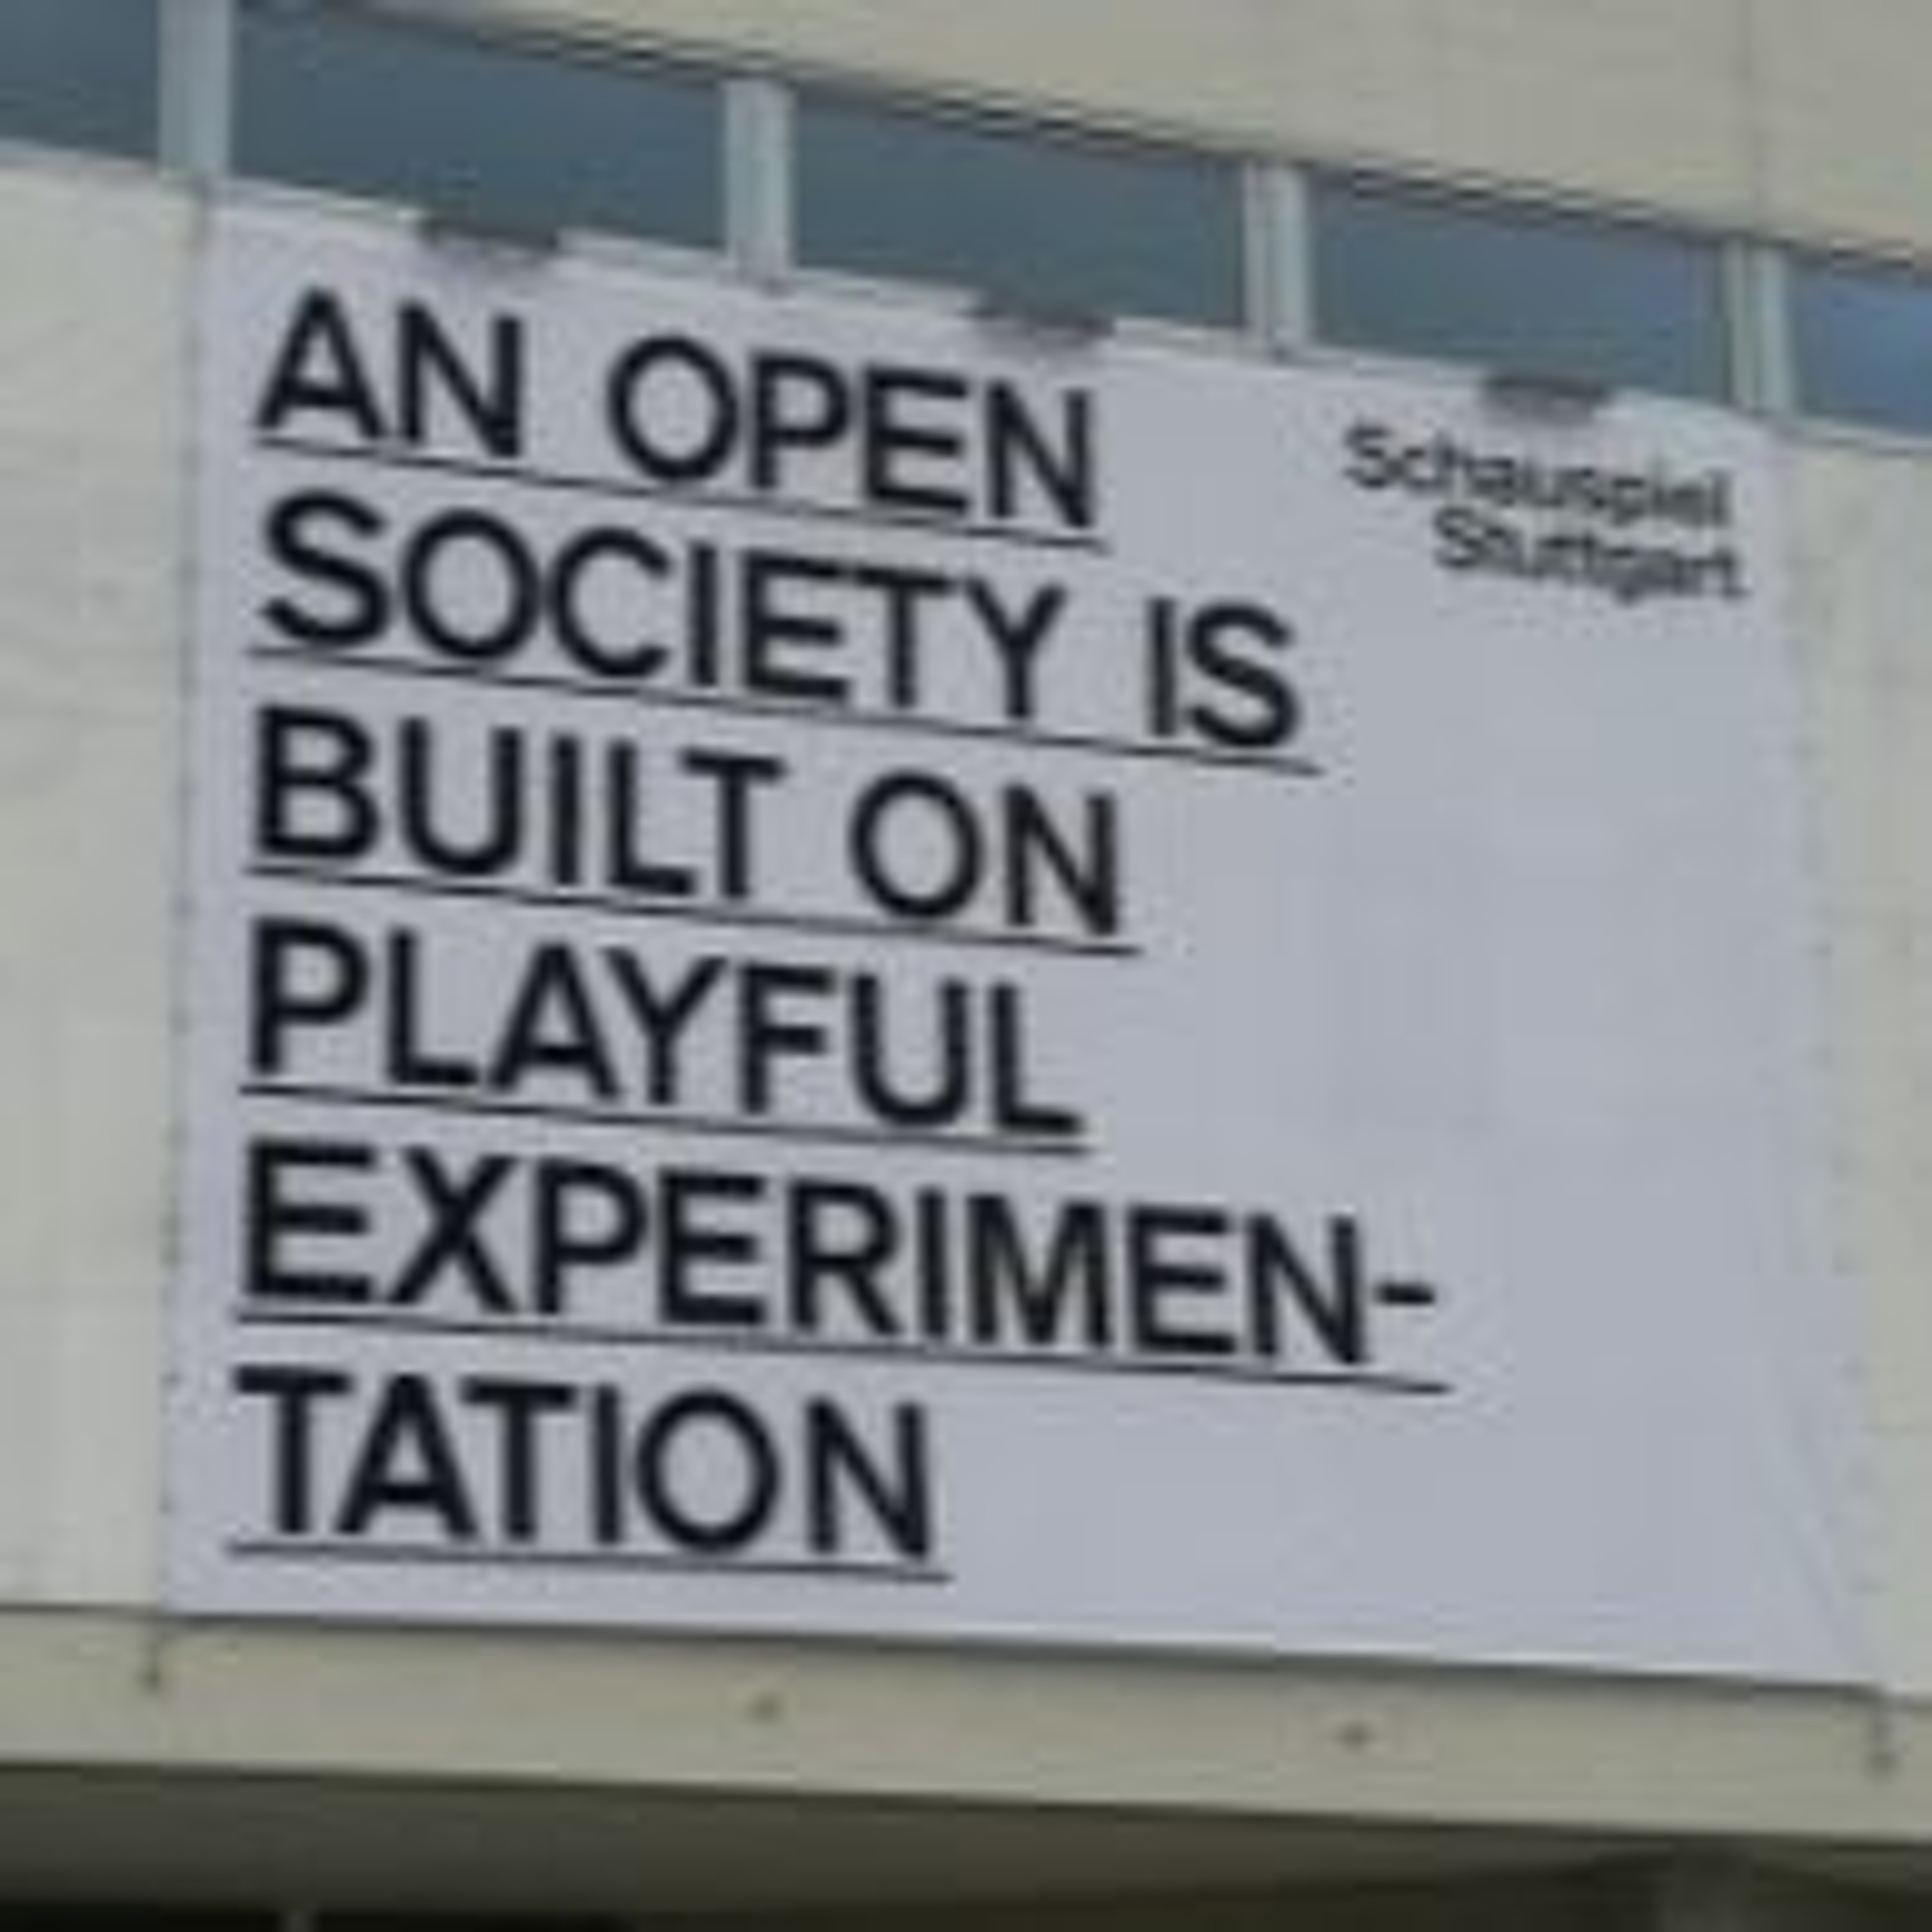 AN OPEN
SOCIETY IS
BUILT ON
PLAYFUL
EXPERIMEN-
TATION
Schauspiel
Stuttgart